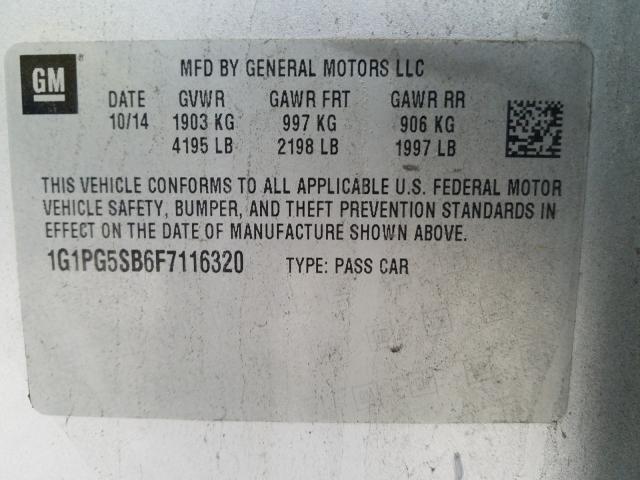 GM
MFD BY GENERAL MOTORS LLC
DATE GVWR GAWR FRT GAWR RR
10/14 1903 KG 997 KG 906 KG
4195 LB 2198 LB 1997 LB
THIS VEHICLE CONFORMS TO ALL APPLICABLE U.S. FEDERAL MOTOR
VEHICLE SAFETY, BUMPER, AND THEFT PREVENTION STANDARDS IN
EFFECT ON THE DATE OF MANUFACTURE SHOWN ABOVE.
1G1PG5SB6F7116320 TYPE: PASS CAR